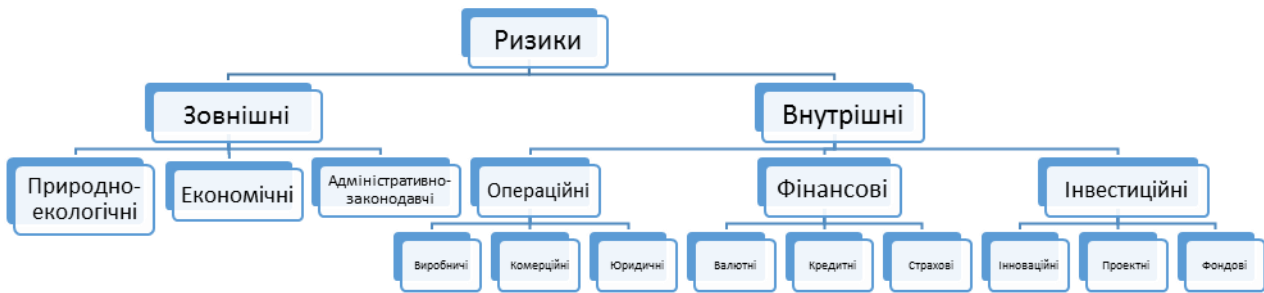 Ризики
Зовнішні
Внутрішні
Природно-
екологічні
Економічні
Адміністративно-
законодавчі
Операційні
Фінансові
Інвестиційні
Виробничі
Комерційні
Юридичні
Валютні
Кредитні
Страхові
Інноваційні
Проектні
Фондові